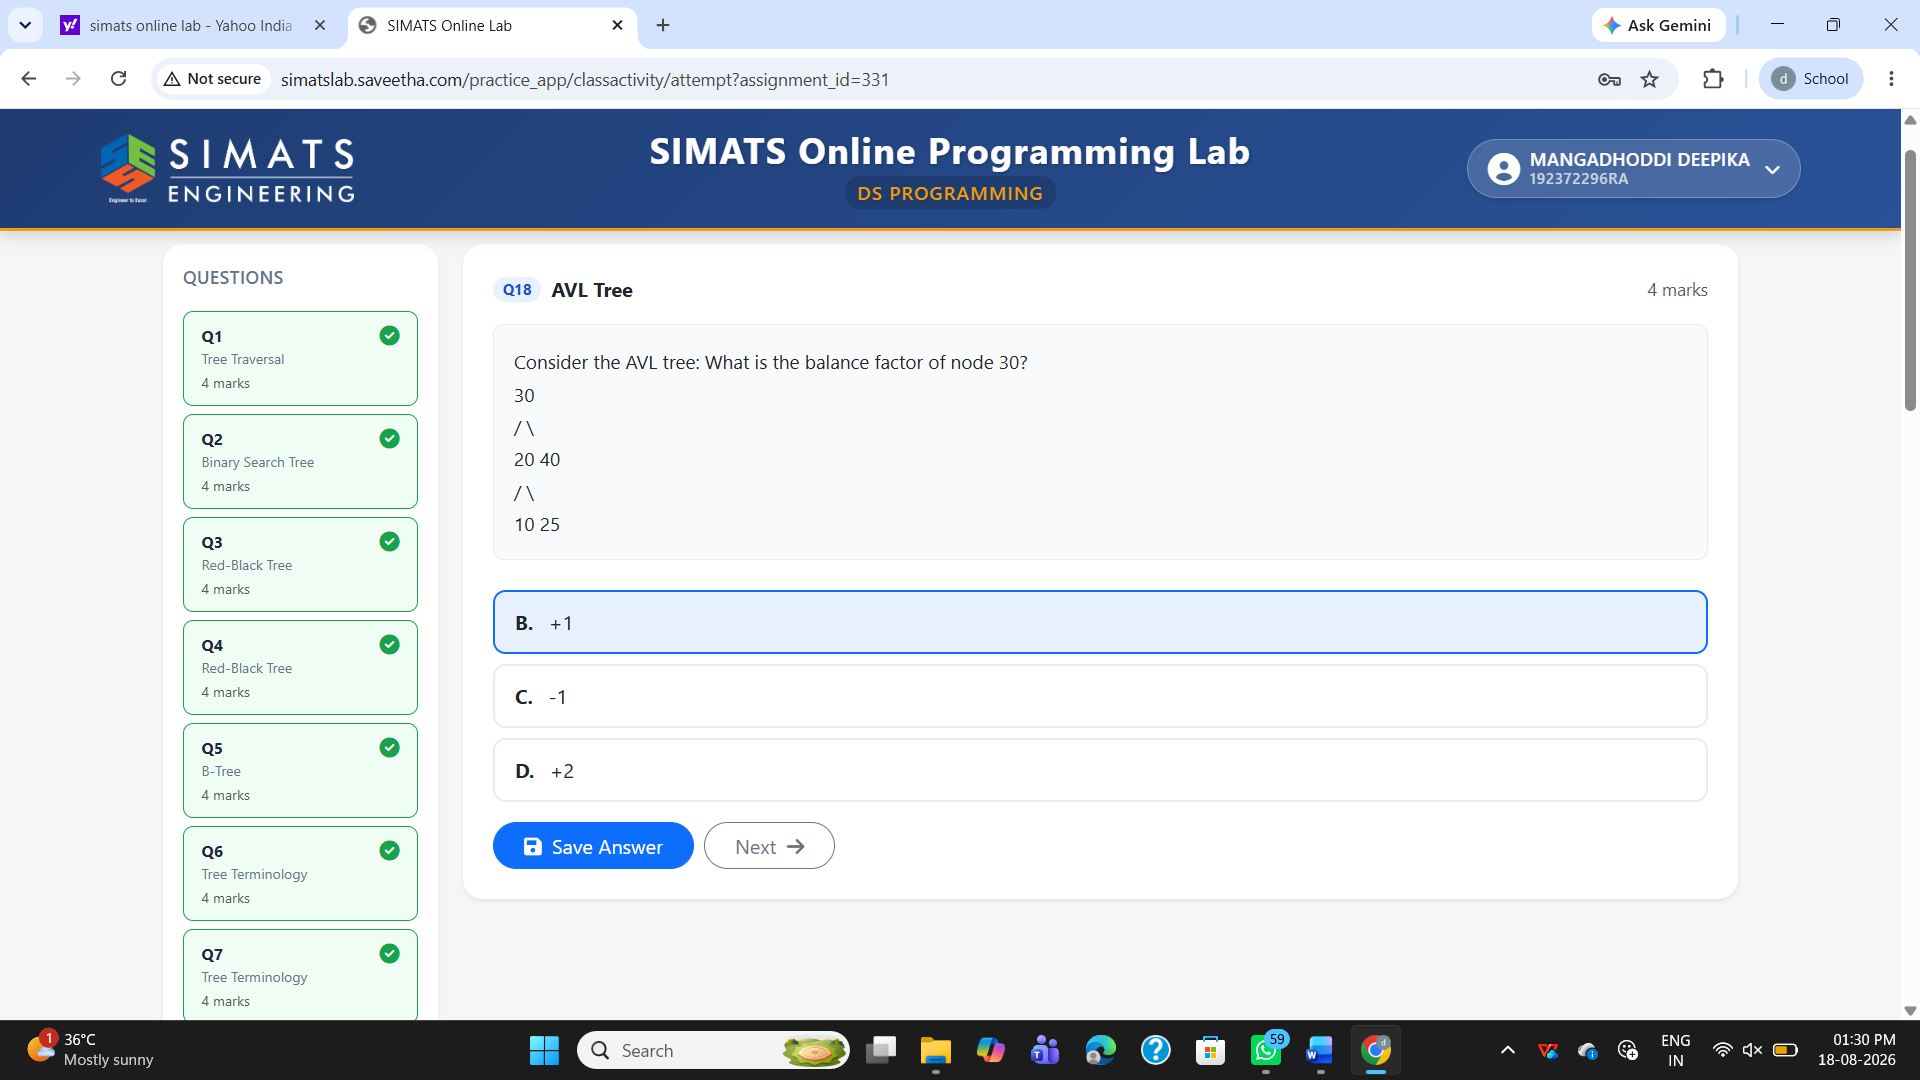 simats online lab - Yahoo India
SIMATS Online Lab
Ask Gemini
Not secure
simatslab.saveetha.com/practice_app/classactivity/attempt?assignment_id=331
d
School
SIMATS
ENGINEERING
Engineer to Excel
SIMATS Online Programming Lab
DS PROGRAMMING
MANGADHODDI DEEPIKA
192372296RA
QUESTIONS
Q1
Tree Traversal
4 marks
Q2
Binary Search Tree
4 marks
Q3
Red-Black Tree
4 marks
Q4
Red-Black Tree
4 marks
Q5
B-Tree
4 marks
Q6
Tree Terminology
4 marks
Q7
Tree Terminology
4 marks
Q18 AVL Tree
4 marks
Consider the AVL tree: What is the balance factor of node 30?
30
/ \
20 40
/ \
10 25
B. +1
C. -1
D. +2
Save Answer
Next
1
36°C
Mostly sunny
Search
59
ENG
IN
01:30 PM
18-08-2026